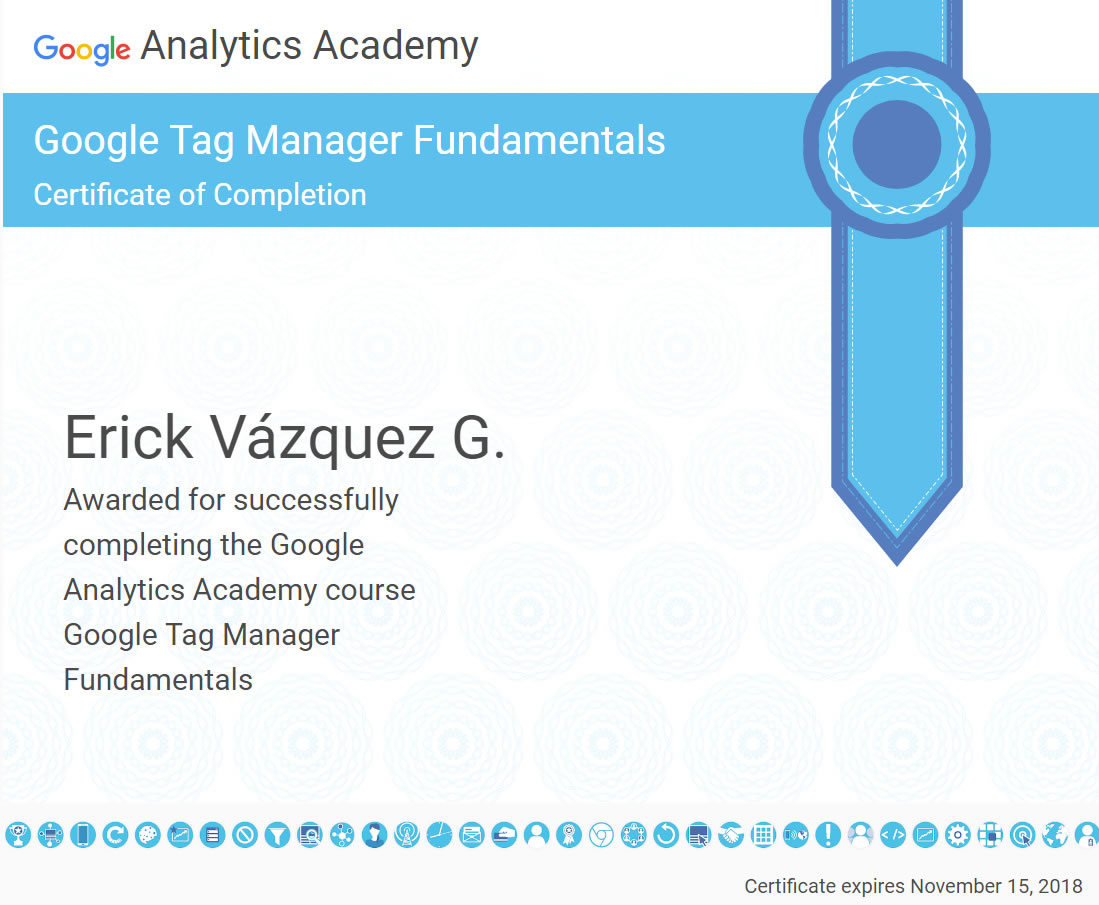 Google Analytics Academy
Google Tag Manager Fundamentals
Certificate of Completion
Erick Vázquez G.
Awarded for successfully
completing the Google
Analytics Academy course
Google Tag Manager
Fundamentals
Certificate expires November 15, 2018